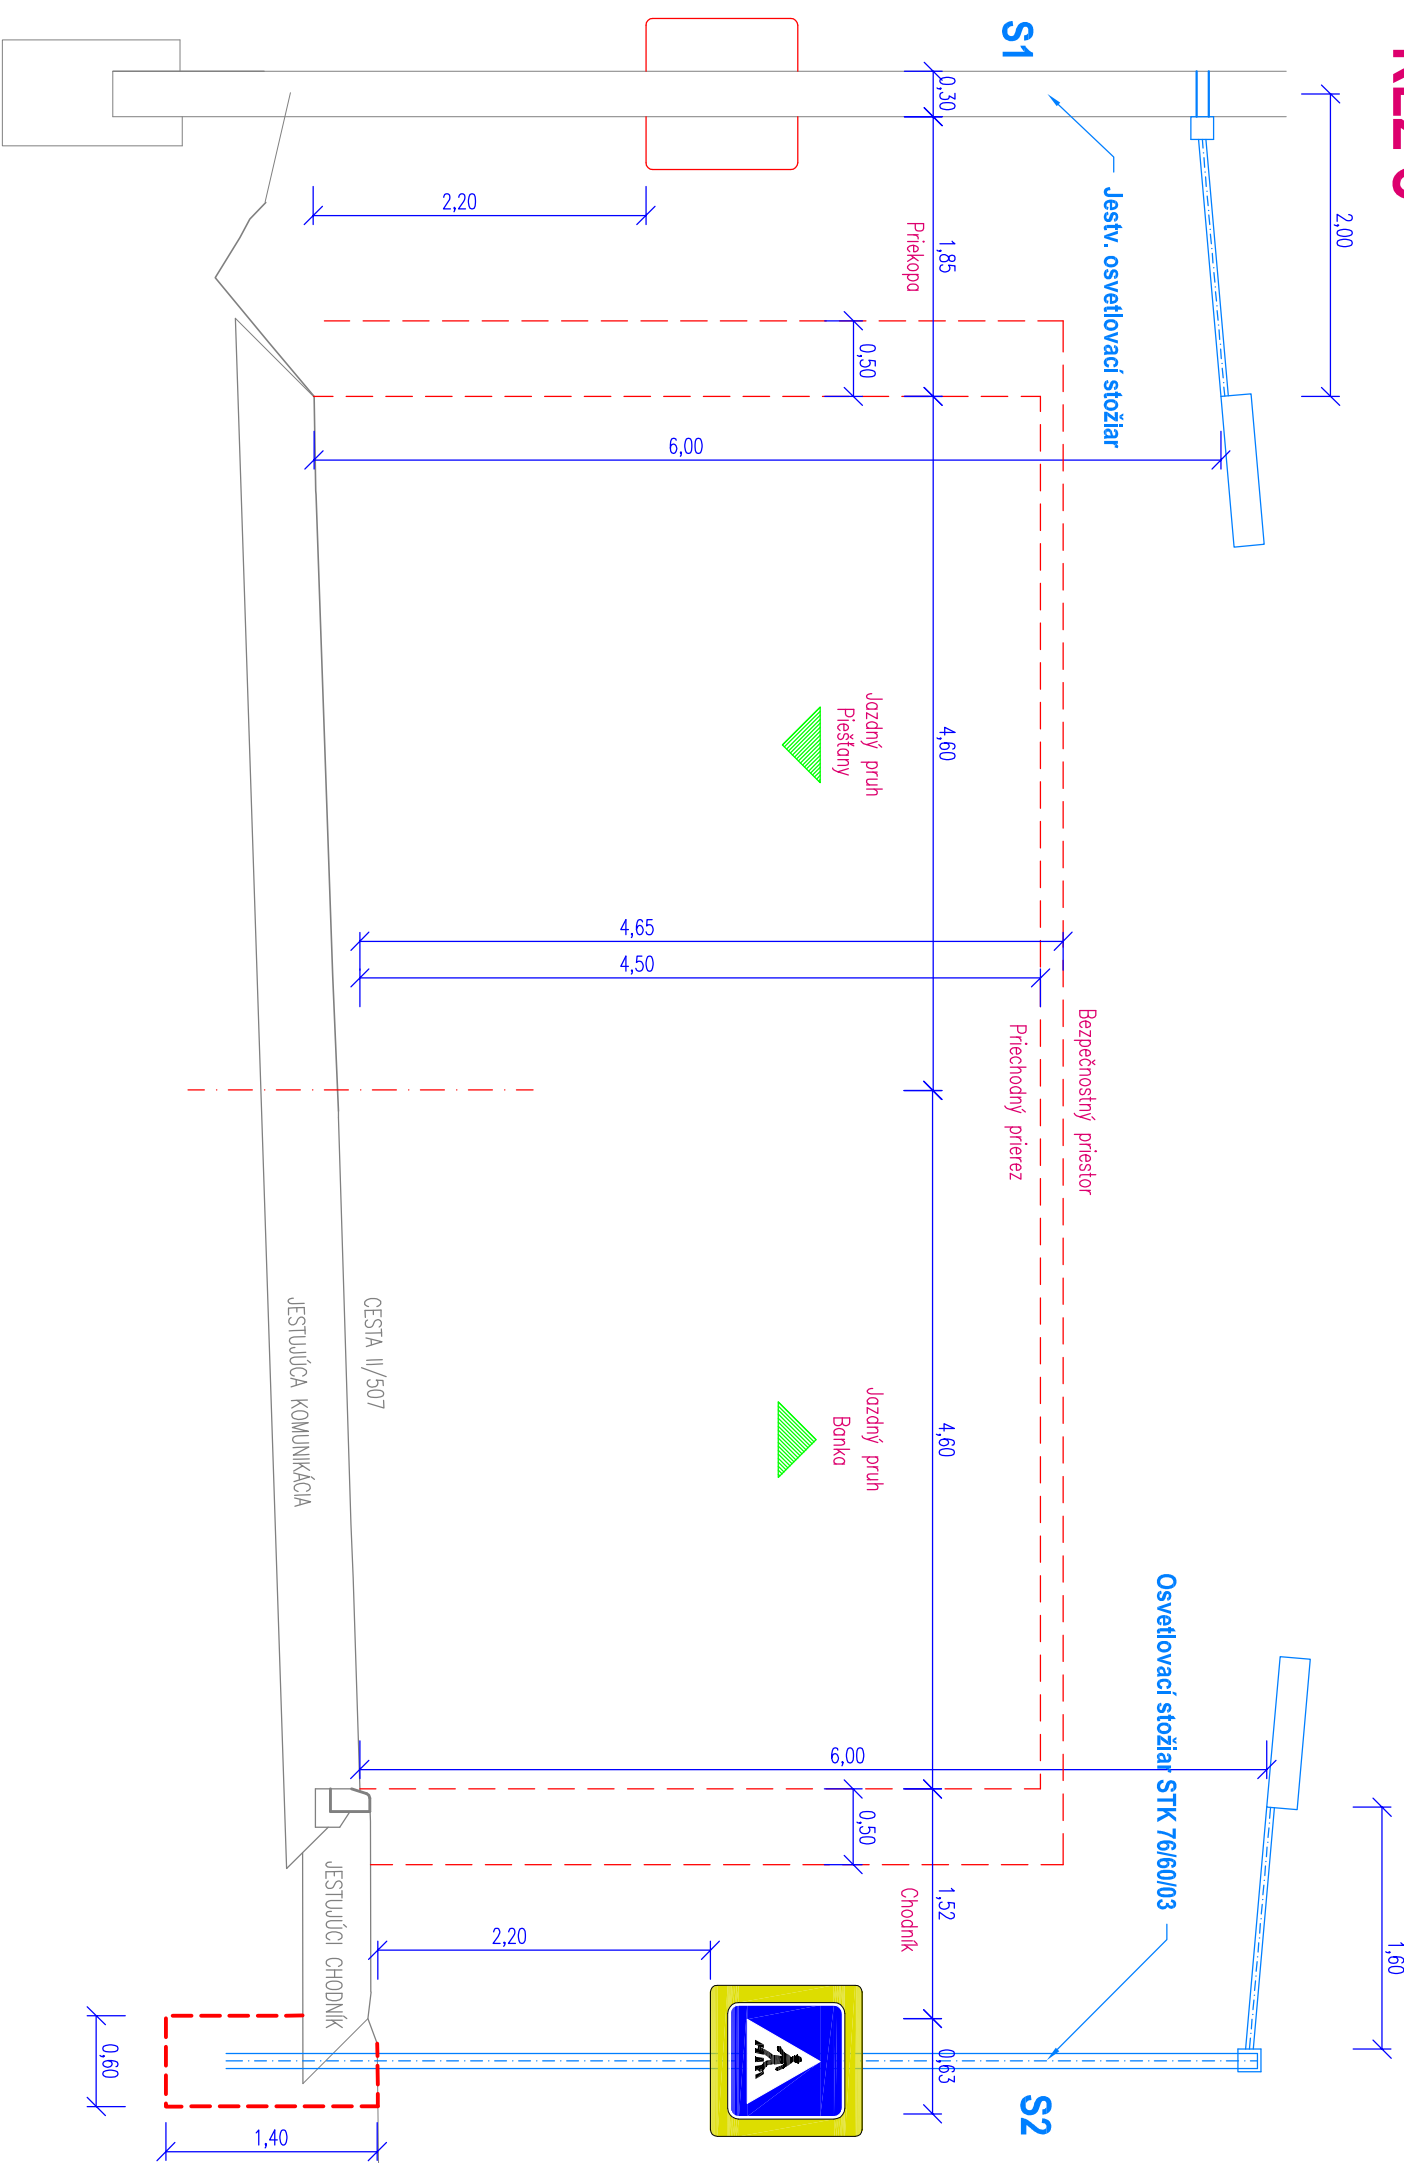 S1
0,30
2,00
Jestv. osvetlovací stožiar
2,20
1,85
Priekopa
0,50
6,00
Jazdný pruh
Piešťany
4,60
4,65
4,50
Bezpečnostný priestor
Priechodný prierez
CESTA II/507
JESTUJÚCA KOMUNIKÁCIA
Jazdný pruh
Banka
4,60
Osvetlovací stožiar STK 76/60/03
6,00
0,50
1,52
Chodník
1,60
JESTUJÚCI CHODNÍK
2,20
0,63
S2
0,60
1,40